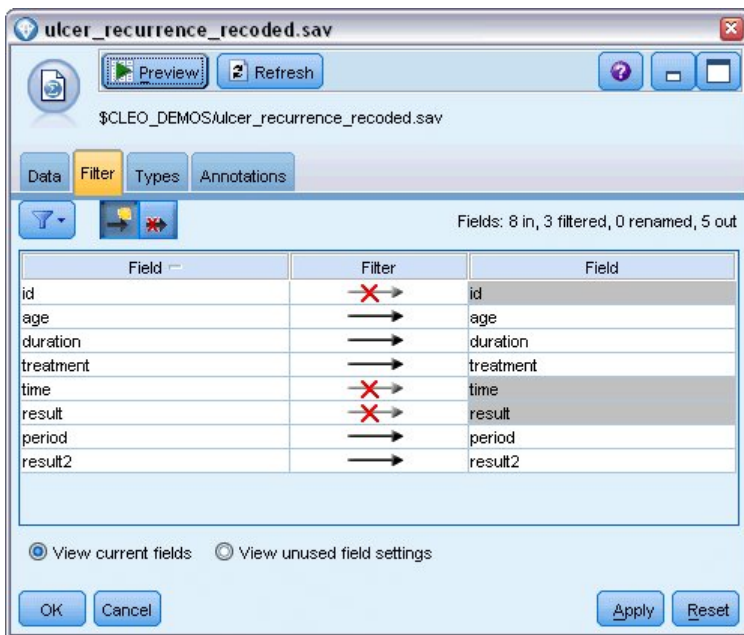 ulcer_recurrence_recoded.sav
Preview Refresh
$CLEO_DEMOS/ulcer_recurrence_recoded.sav
Data Filter Types Annotations
Fields: 8 in, 3 filtered, 0 renamed, 5 out
Field Filter Field
id id
age age
duration duration
treatment treatment
time time
result result
period period
result2 result2
View current fields View unused field settings
OK Cancel Apply Reset